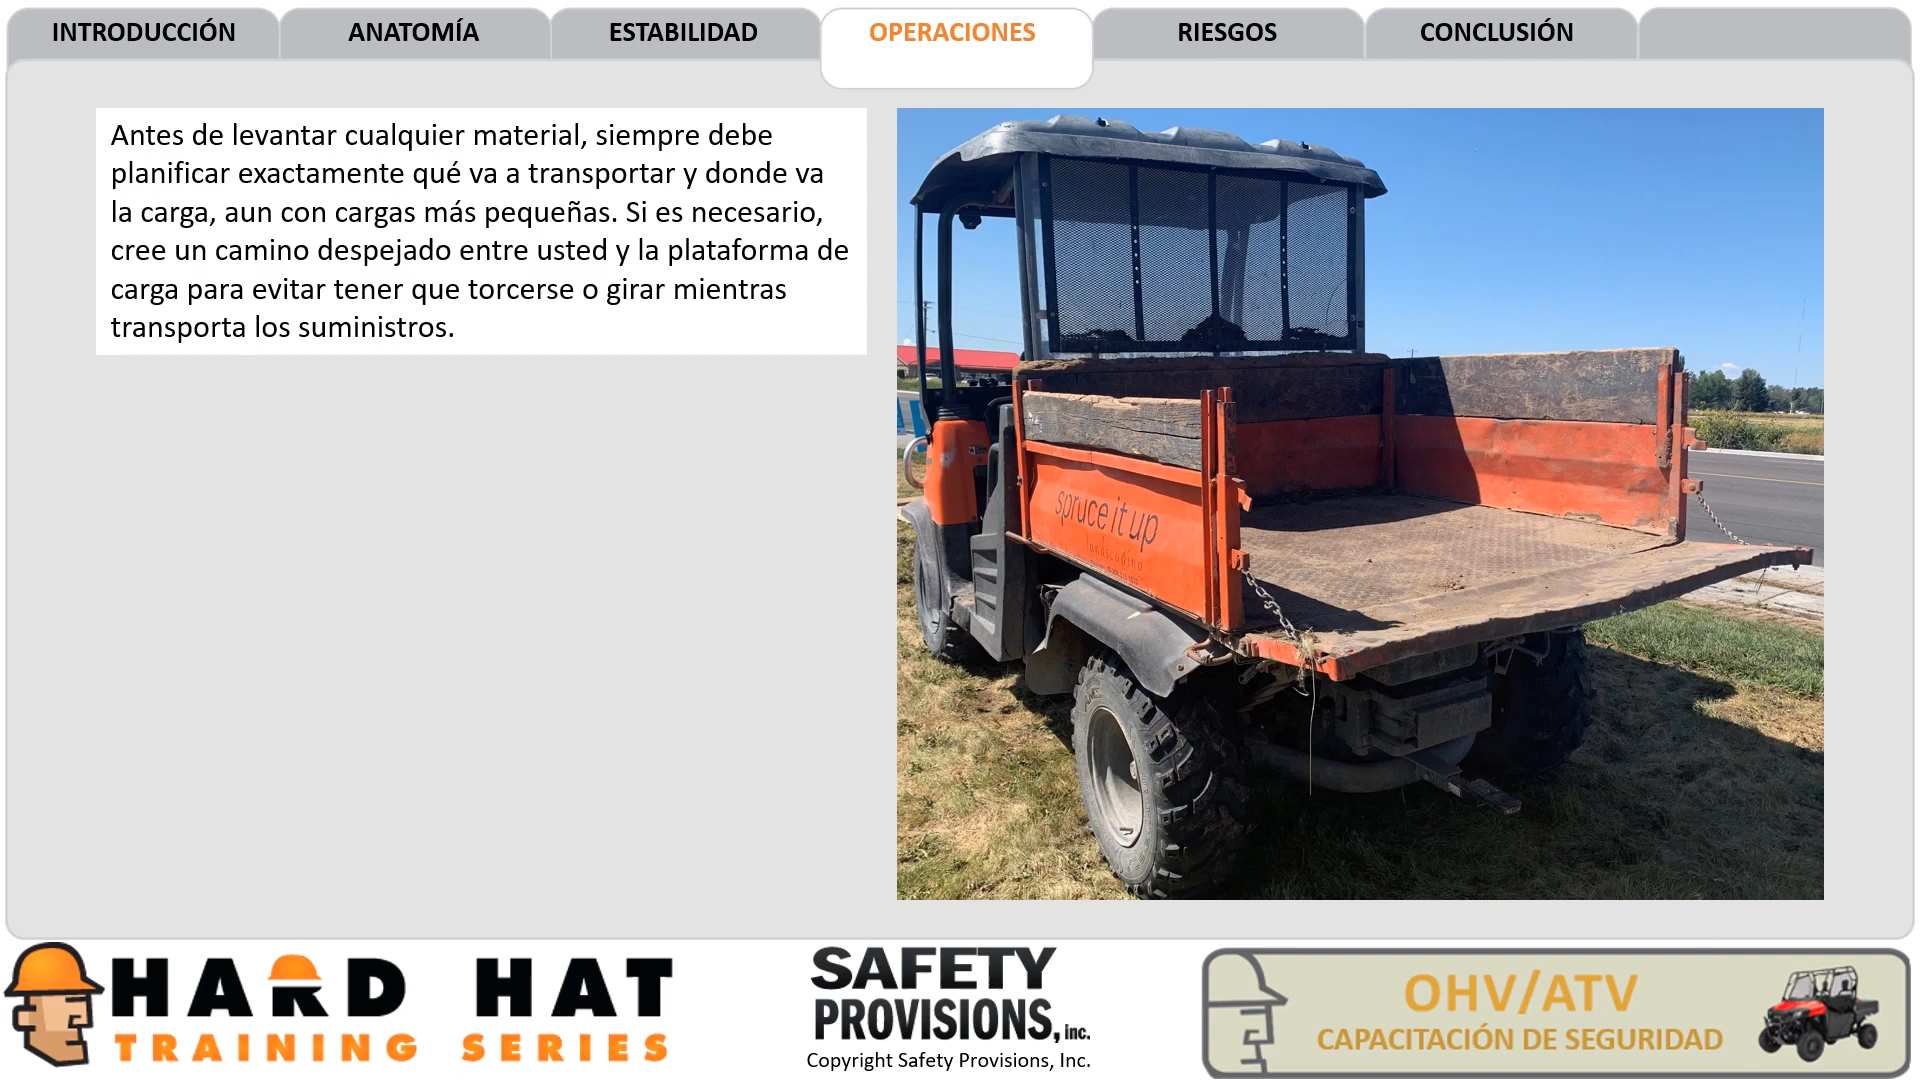 INTRODUCCIÓN
ANATOMÍA
ESTABILIDAD
OPERACIONES
RIESGOS
CONCLUSIÓN
Antes de levantar cualquier material, siempre debe
planificar exactamente qué va a transportar y donde va
la carga, aun con cargas más pequeñas. Si es necesario,
cree un camino despejado entre usted y la plataforma de
carga para evitar tener que torcerse o girar mientras
transporta los suministros.
spruce it up
landscaping
HARD HAT
TRAINING SERIES
SAFETY
PROVISIONS, inc.
Copyright Safety Provisions, Inc.
OHV/ATV
CAPACITACIÓN DE SEGURIDAD